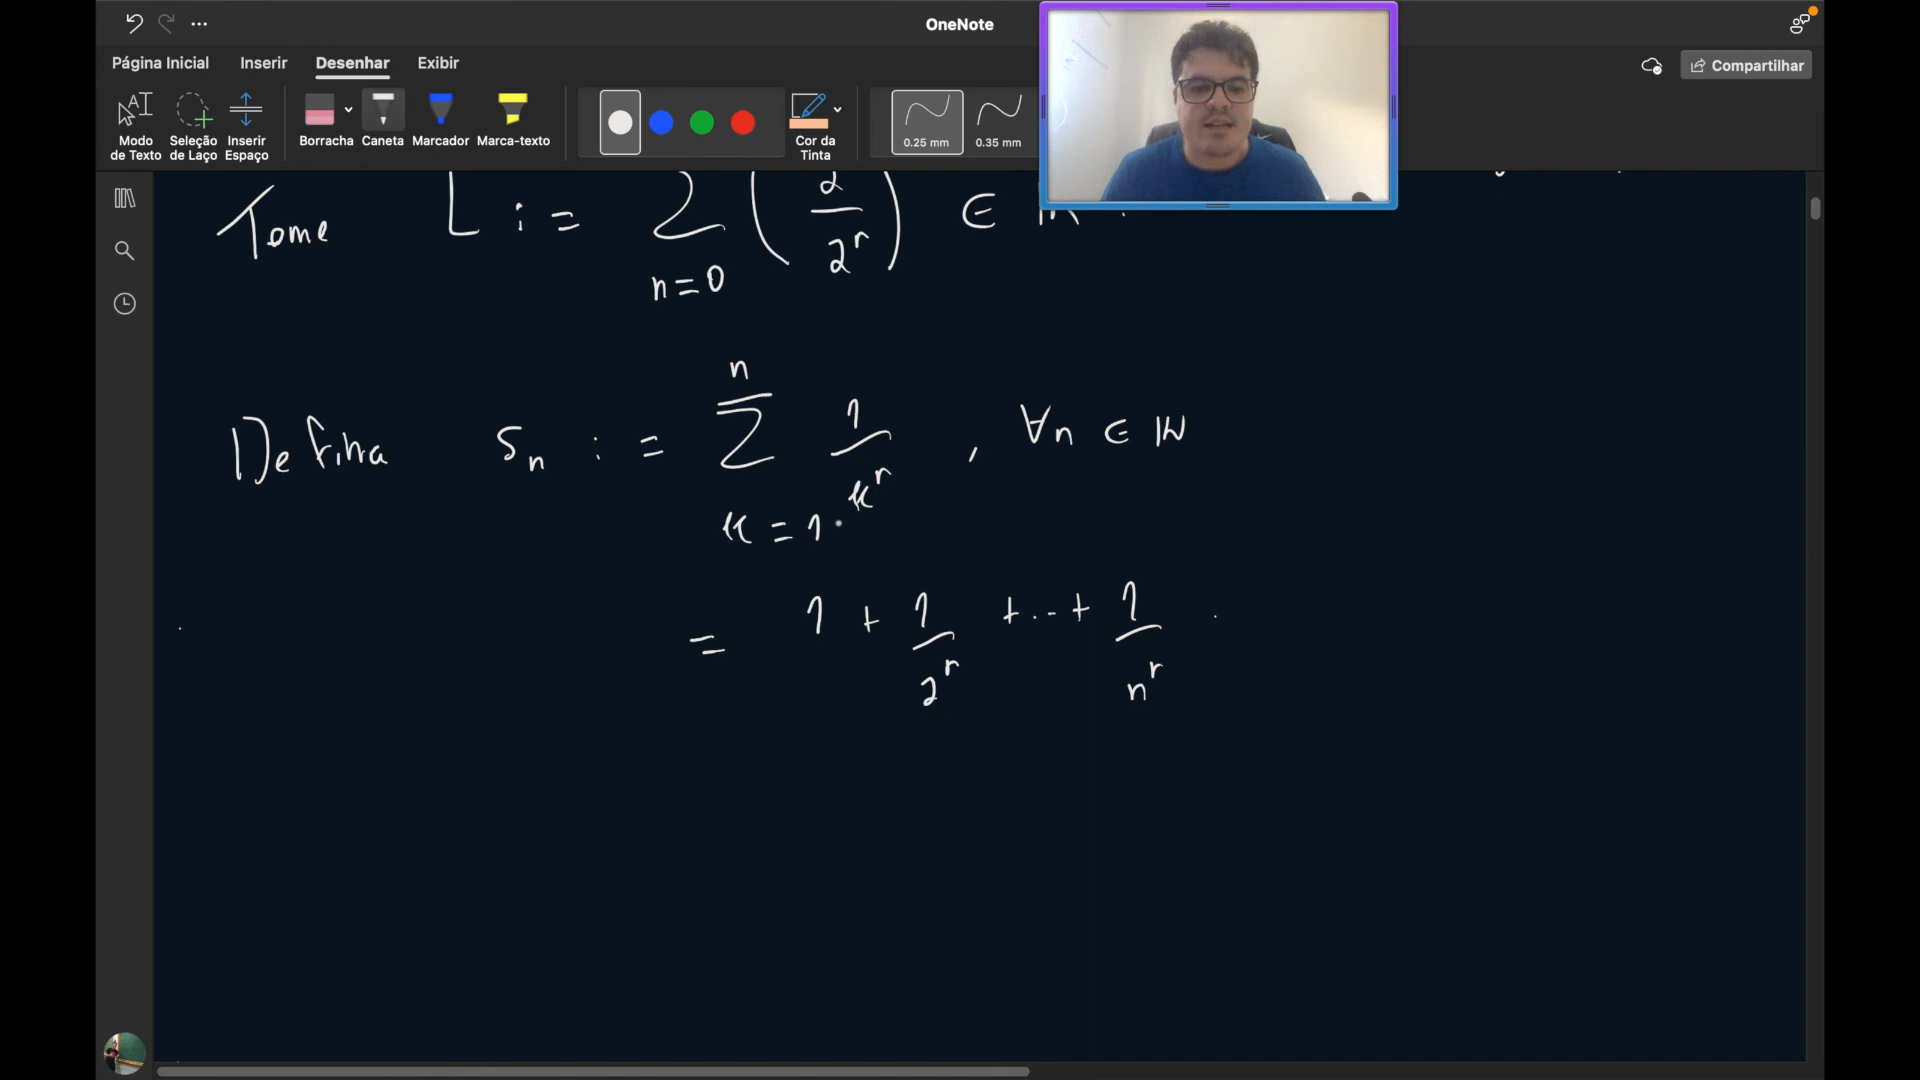 OneNote
Página Inicial Inserir Desenhar Exibir
Compartilhar
Modo de Texto
Seleção de Laço
Inserir Espaço
Borracha
Caneta
Marcador
Marca-texto
Cor da Tinta
0.25 mm
0.35 mm
Tome L := ∑ n=0 (2/2^r) ∈ ℝ .
Defina S_n := ∑_{k=1}^{n} 1/k^r , ∀n ∈ ℕ
= 1 + 1/2^r + ... + 1/n^r .